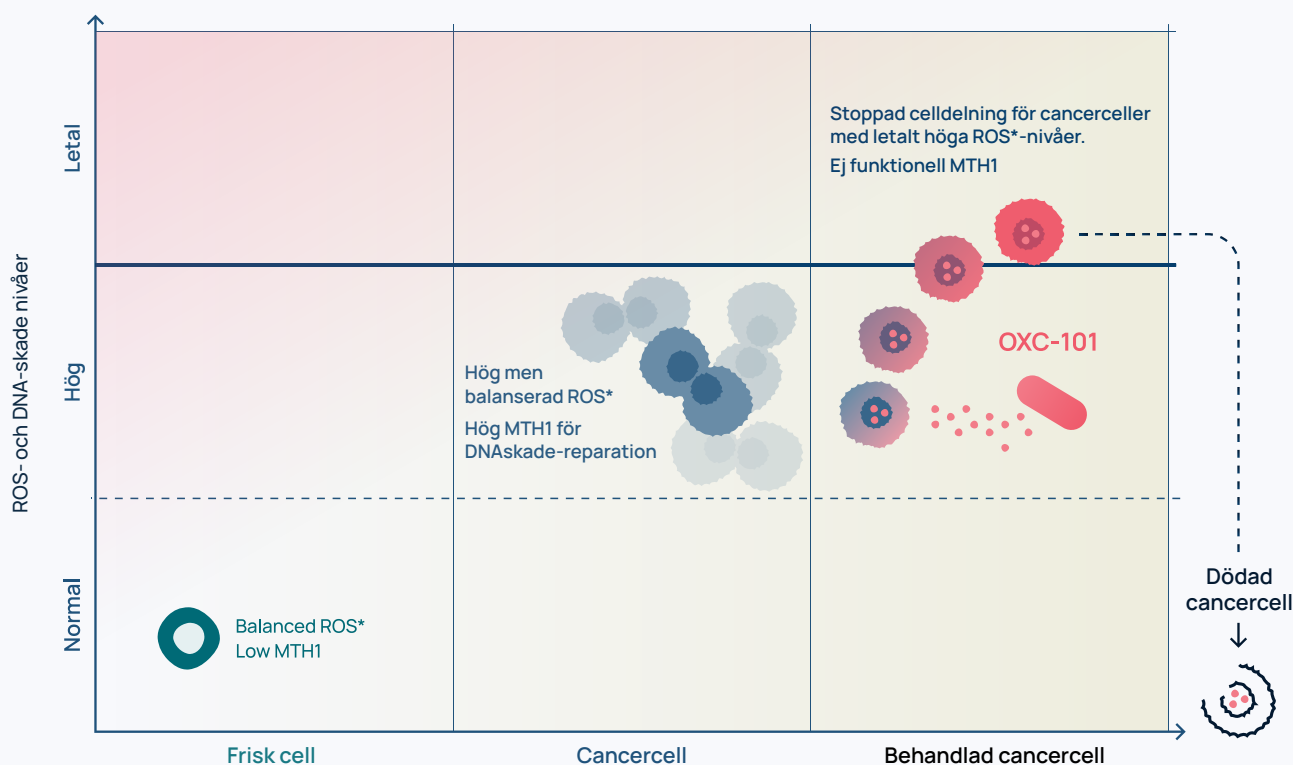 Letal
Stoppad celldelning för cancerceller
med letalt höga ROS*-nivåer.
Ej funktionell MTH1
ROS- och DNA-skade nivåer
Hög
Hög men
balanserad ROS*
Hög MTH1 för
DNAskade-reparation
OXC-101
Normal
Balanced ROS*
Low MTH1
Dödad
cancercell
Frisk cell
Cancercell
Behandlad cancercell